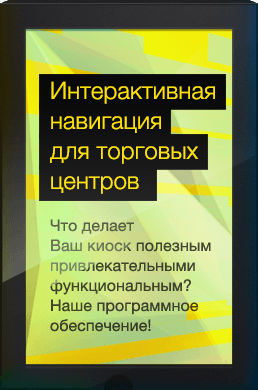 Интерактивная
навигация
для торговых
центров
Что делает
Ваш киоск полезным
привлекательными
функциональным?
Наше программное
обеспечение!